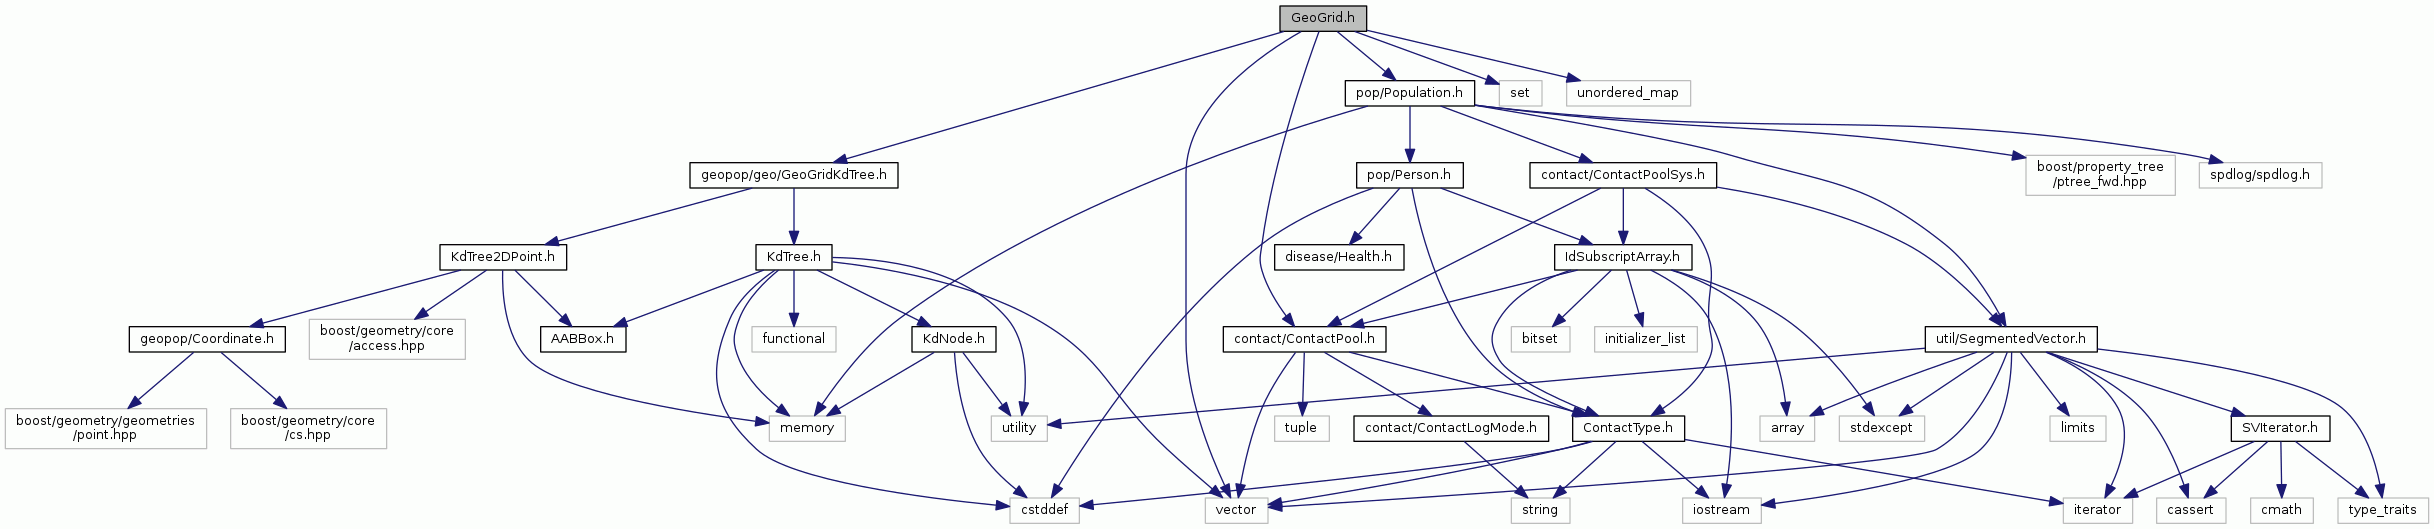 GeoGrid.h
pop/Population.h
set
unordered_map
geopop/geo/GeoGridKdTree.h
pop/Person.h
contact/ContactPoolSys.h
boost/property_tree
/ptree_fwd.hpp
spdlog/spdlog.h
KdTree2DPoint.h
KdTree.h
disease/Health.h
IdSubscriptArray.h
geopop/Coordinate.h
boost/geometry/core
/access.hpp
AABBox.h
functional
KdNode.h
contact/ContactPool.h
bitset
initializer_list
util/SegmentedVector.h
boost/geometry/geometries
/point.hpp
boost/geometry/core
/cs.hpp
memory
utility
tuple
contact/ContactLogMode.h
ContactType.h
array
stdexcept
limits
SVIterator.h
cstddef
vector
string
iostream
iterator
cassert
cmath
type_traits